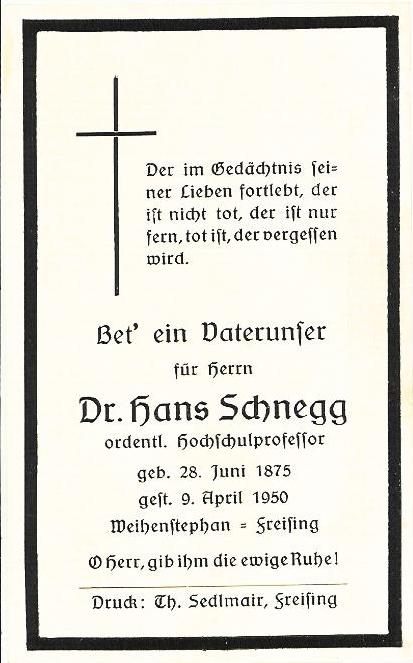 Der im Gedächtnis sei=
ner Lieben fortlebt, der
ist nicht tot, der ist nur
fern, tot ist, der vergessen
wird.
Bet' ein Vaterunser
für Herrn
Dr. Hans Schnegg
ordentl. Hochschulprofessor
geb. 28. Juni 1875
gest. 9. April 1950
Weihenstephan = Freising
O Herr, gib ihm die ewige Ruhe!
Druck: Th. Sedlmair, Freising